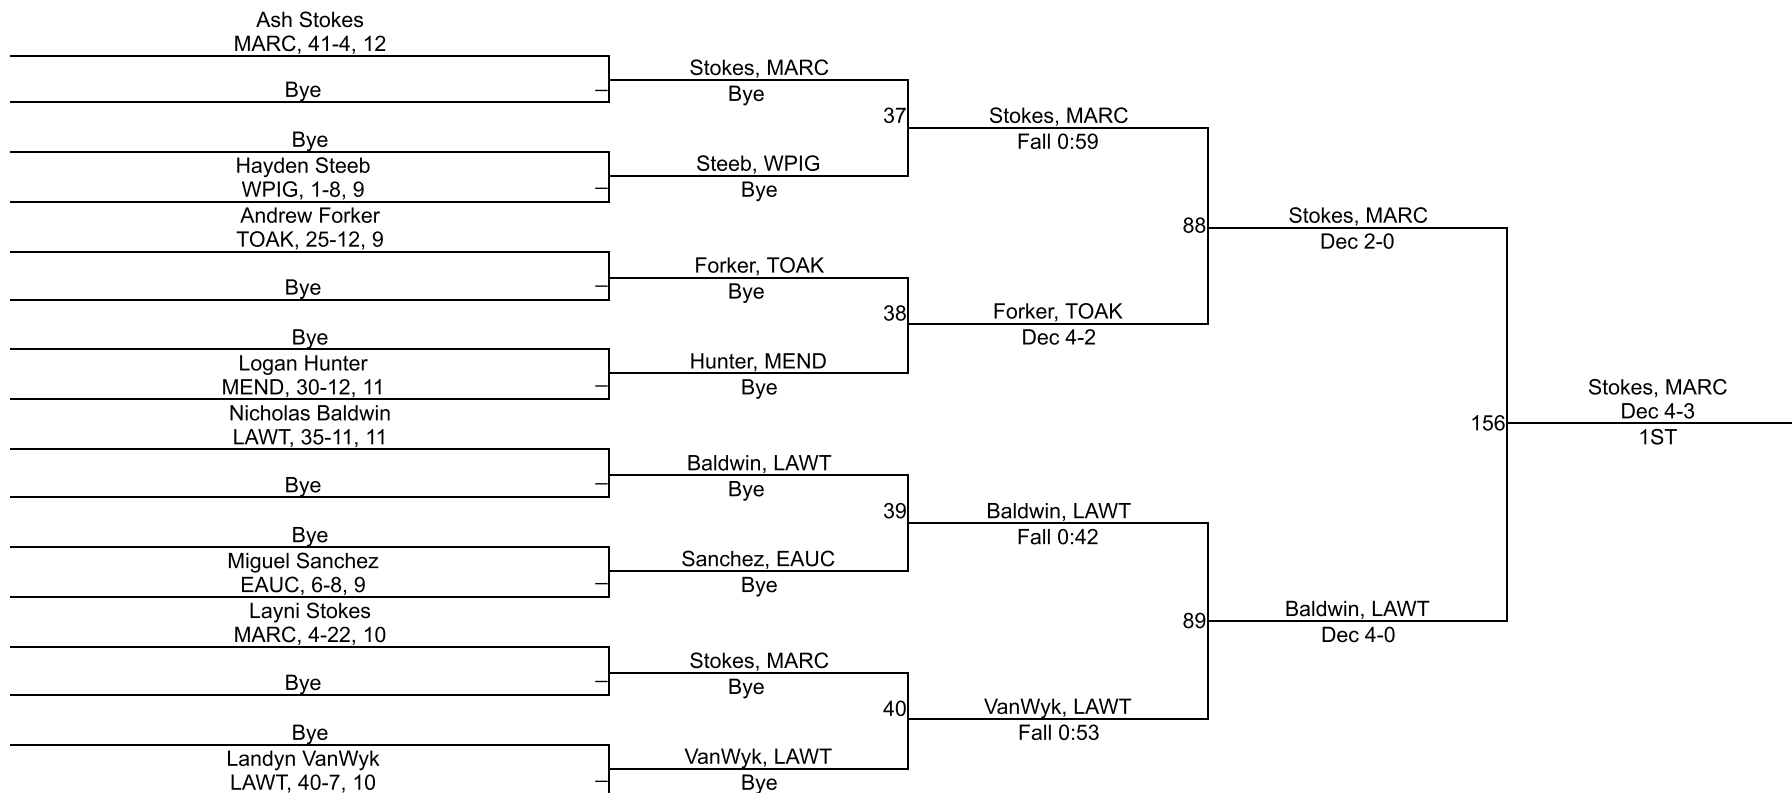 Ash Stokes
MARC, 41-4, 12
Bye
Bye
Hayden Steeb
WPIG, 1-8, 9
Andrew Forker
TOAK, 25-12, 9
Bye
Bye
Logan Hunter
MEND, 30-12, 11
Nicholas Baldwin
LAWT, 35-11, 11
Bye
Bye
Miguel Sanchez
EAUC, 6-8, 9
Layni Stokes
MARC, 4-22, 10
Bye
Bye
Landyn VanWyk
LAWT, 40-7, 10
Stokes, MARC
Bye
Steeb, WPIG
Bye
Forker, TOAK
Bye
Hunter, MEND
Bye
Baldwin, LAWT
Bye
Sanchez, EAUC
Bye
Stokes, MARC
Bye
VanWyk, LAWT
Bye
37
38
39
40
Stokes, MARC
Fall 0:59
Forker, TOAK
Dec 4-2
Baldwin, LAWT
Fall 0:42
VanWyk, LAWT
Fall 0:53
88
89
Stokes, MARC
Dec 2-0
Baldwin, LAWT
Dec 4-0
156
Stokes, MARC
Dec 4-3
1ST